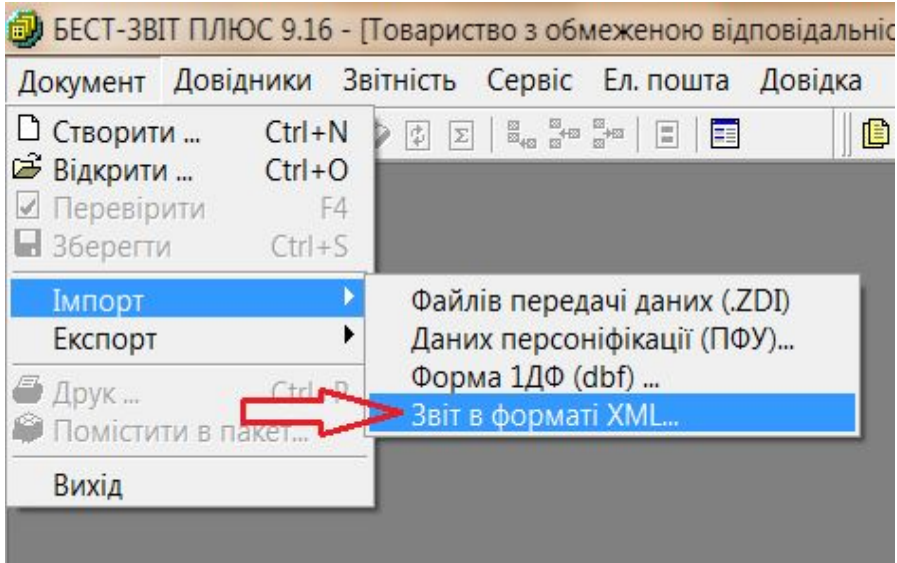 БЕСТ-ЗВІТ ПЛЮС 9.16 - [Товариство з обмеженою відповідальніс
Документ Довідники Звітність Сервіс Ел. пошта Довідка
Створити ... Ctrl+N
Відкрити ... Ctrl+O
Перевірити F4
Зберегти Ctrl+S
Імпорт
Експорт
Друк ... Ctrl+P
Помістити в пакет...
Вихід
Файлів передачі даних (.ZDI)
Даних персоніфікації (ПФУ)...
Форма 1ДФ (dbf) ...
Звіт в форматі XML...